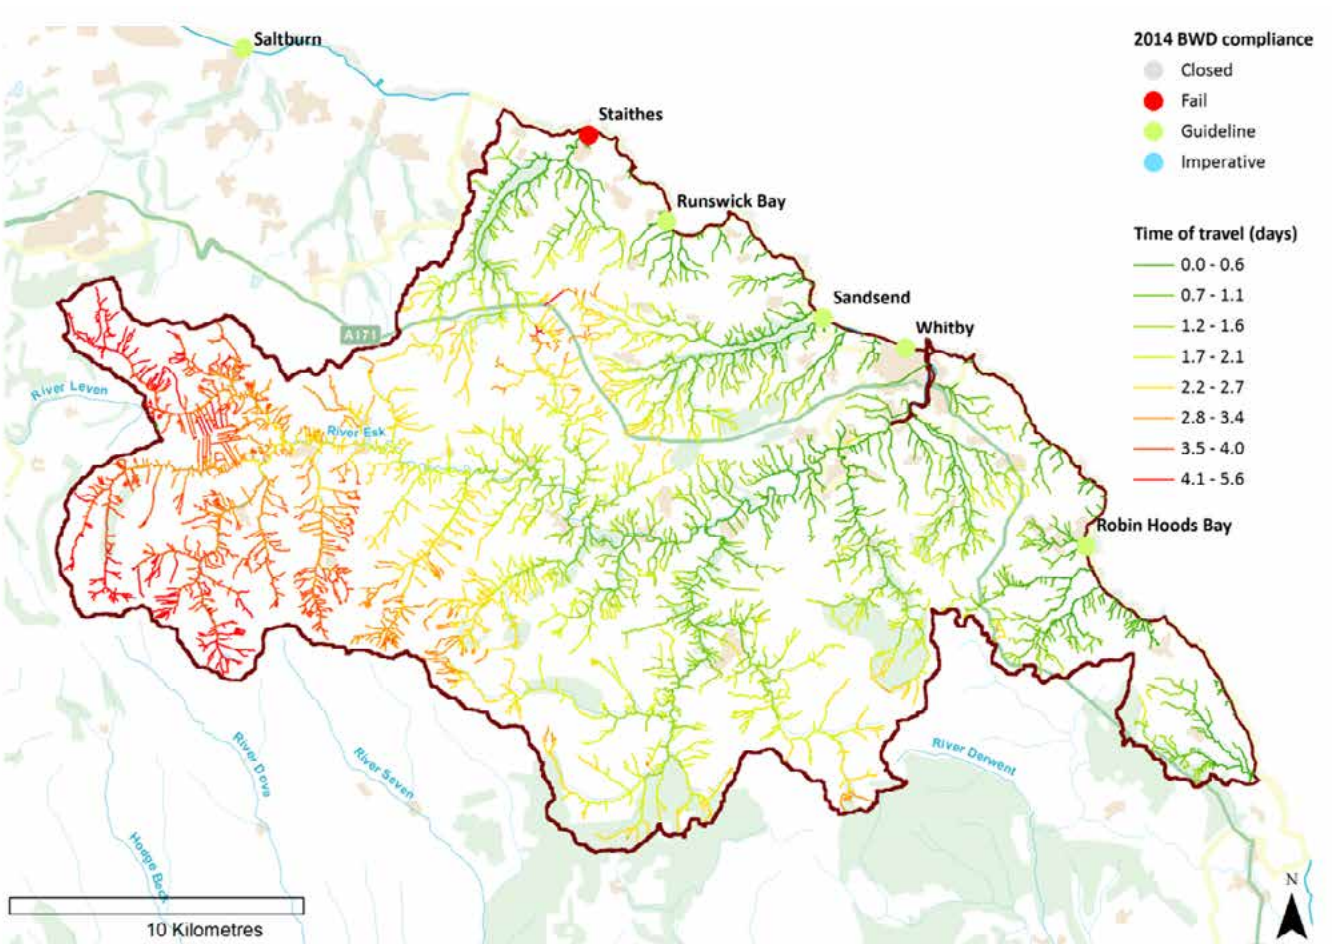 Saltburn
2014 BWD compliance
Closed
Fail
Guideline
Imperative
Staithes
Runswick Bay
Time of travel (days)
0.0 - 0.6
0.7 - 1.1
1.2 - 1.6
1.7 - 2.1
2.2 - 2.7
2.8 - 3.4
3.5 - 4.0
4.1 - 5.6
Sandsend
Whitby
A171
River Leven
River Esk
Robin Hoods Bay
River Dove
River Seven
River Derwent
Hodge Beck
N
10 Kilometres